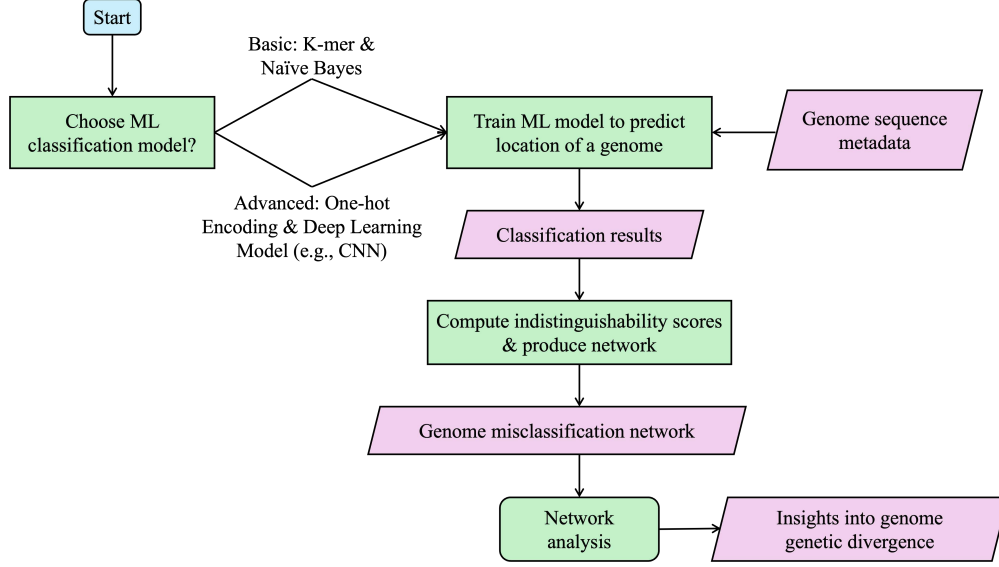 Start
Basic: K-mer &
Naïve Bayes
Choose ML
classification model?
Advanced: One-hot
Encoding & Deep Learning
Model (e.g., CNN)
Train ML model to predict
location of a genome
Genome sequence
metadata
Classification results
Compute indistinguishability scores
& produce network
Genome misclassification network
Network
analysis
Insights into genome
genetic divergence